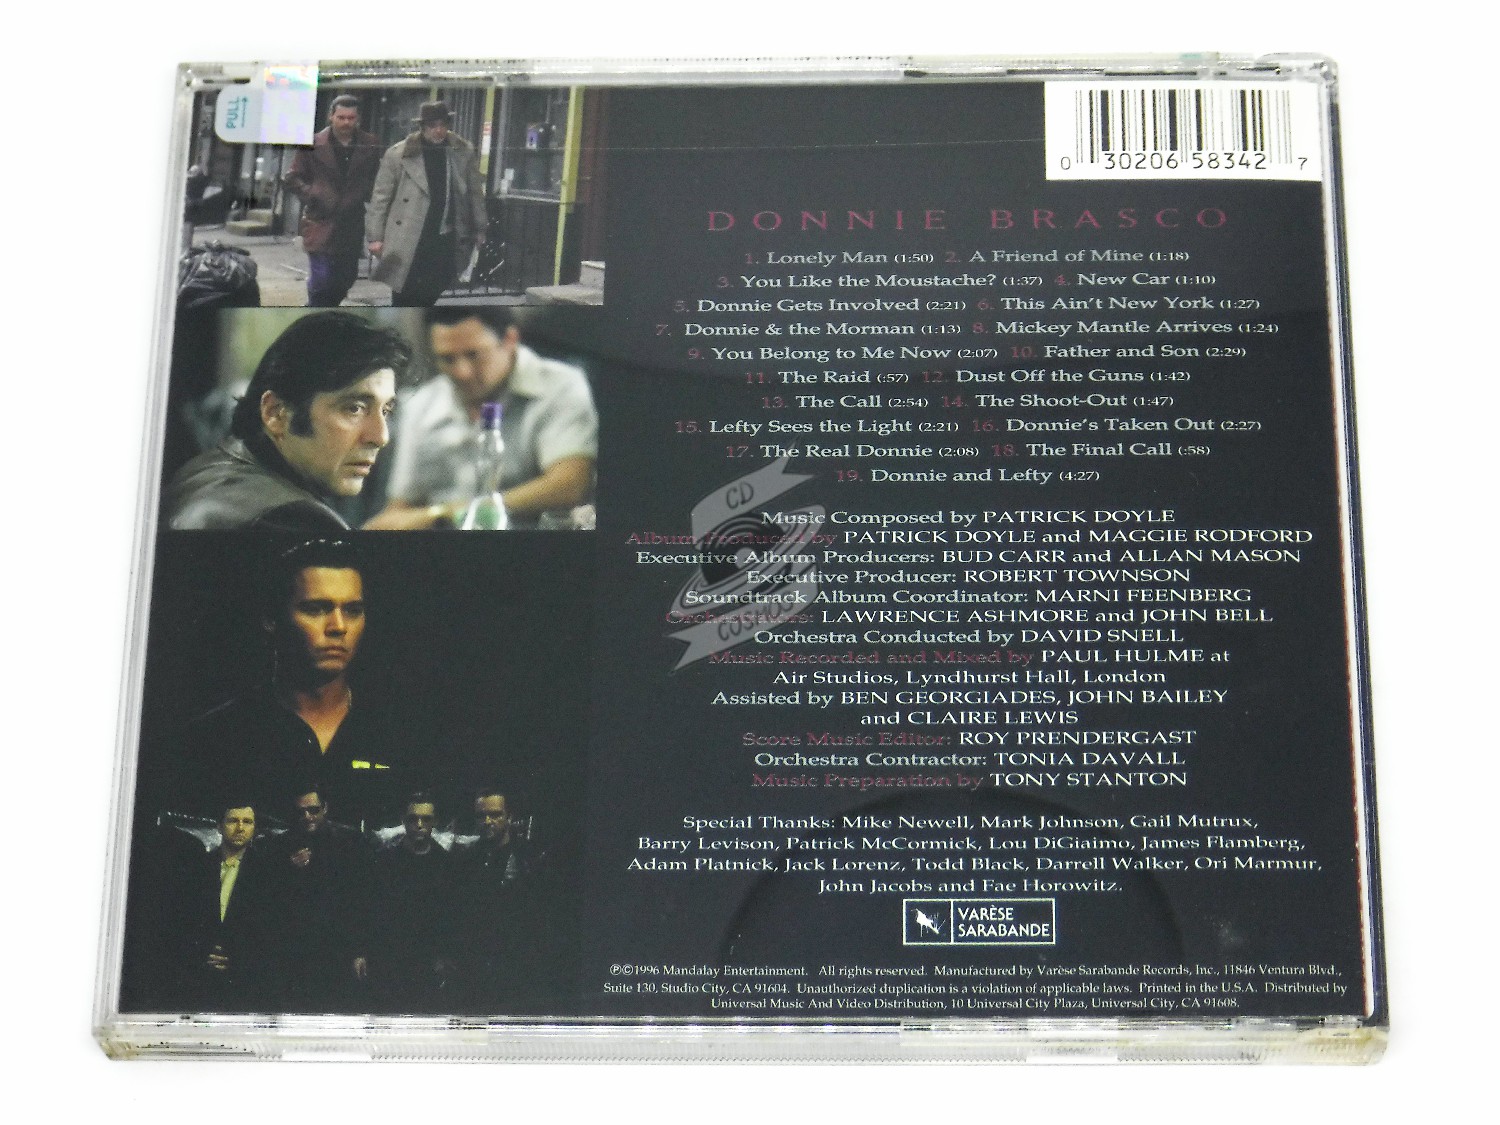 PULL
0 30206 58342 7
DONNIE BRASCO
1. Lonely Man (1:50) 2. A Friend of Mine (1:18)
3. You Like the Moustache? (1:37) 4. New Car (1:10)
5. Donnie Gets Involved (2:21) 6. This Ain't New York (1:27)
7. Donnie & the Morman (1:13) 8. Mickey Mantle Arrives (1:24)
9. You Belong to Me Now (2:07) 10. Father and Son (2:29)
11. The Raid (:57) 12. Dust Off the Guns (1:42)
13. The Call (2:54) 14. The Shoot-Out (1:47)
15. Lefty Sees the Light (2:21) 16. Donnie's Taken Out (2:27)
17. The Real Donnie (2:08) 18. The Final Call (:58)
19. Donnie and Lefty (4:27)
CD
Music Composed by PATRICK DOYLE
Album Produced by PATRICK DOYLE and MAGGIE RODFORD
Executive Album Producers: BUD CARR and ALLAN MASON
Executive Producer: ROBERT TOWNSON
Soundtrack Album Coordinator: MARNI FEENBERG
Orchestrators: LAWRENCE ASHMORE and JOHN BELL
Orchestra Conducted by DAVID SNELL
Music Recorded and Mixed by PAUL HULME at
Air Studios, Lyndhurst Hall, London
Assisted by BEN GEORGIADES, JOHN BAILEY
and CLAIRE LEWIS
Score Music Editor: ROY PRENDERGAST
Orchestra Contractor: TONIA DAVALL
Music Preparation by TONY STANTON
Special Thanks: Mike Newell, Mark Johnson, Gail Mutrux,
Barry Levison, Patrick McCormick, Lou DiGiaimo, James Flamberg,
Adam Platnick, Jack Lorenz, Todd Black, Darrell Walker, Ori Marmur,
John Jacobs and Fae Horowitz.
VARÈSE
SARABANDE
℗©1996 Mandalay Entertainment. All rights reserved. Manufactured by Varèse Sarabande Records, Inc., 11846 Ventura Blvd.,
Suite 130, Studio City, CA 91604. Unauthorized duplication is a violation of applicable laws. Printed in the U.S.A. Distributed by
Universal Music And Video Distribution, 10 Universal City Plaza, Universal City, CA 91608.